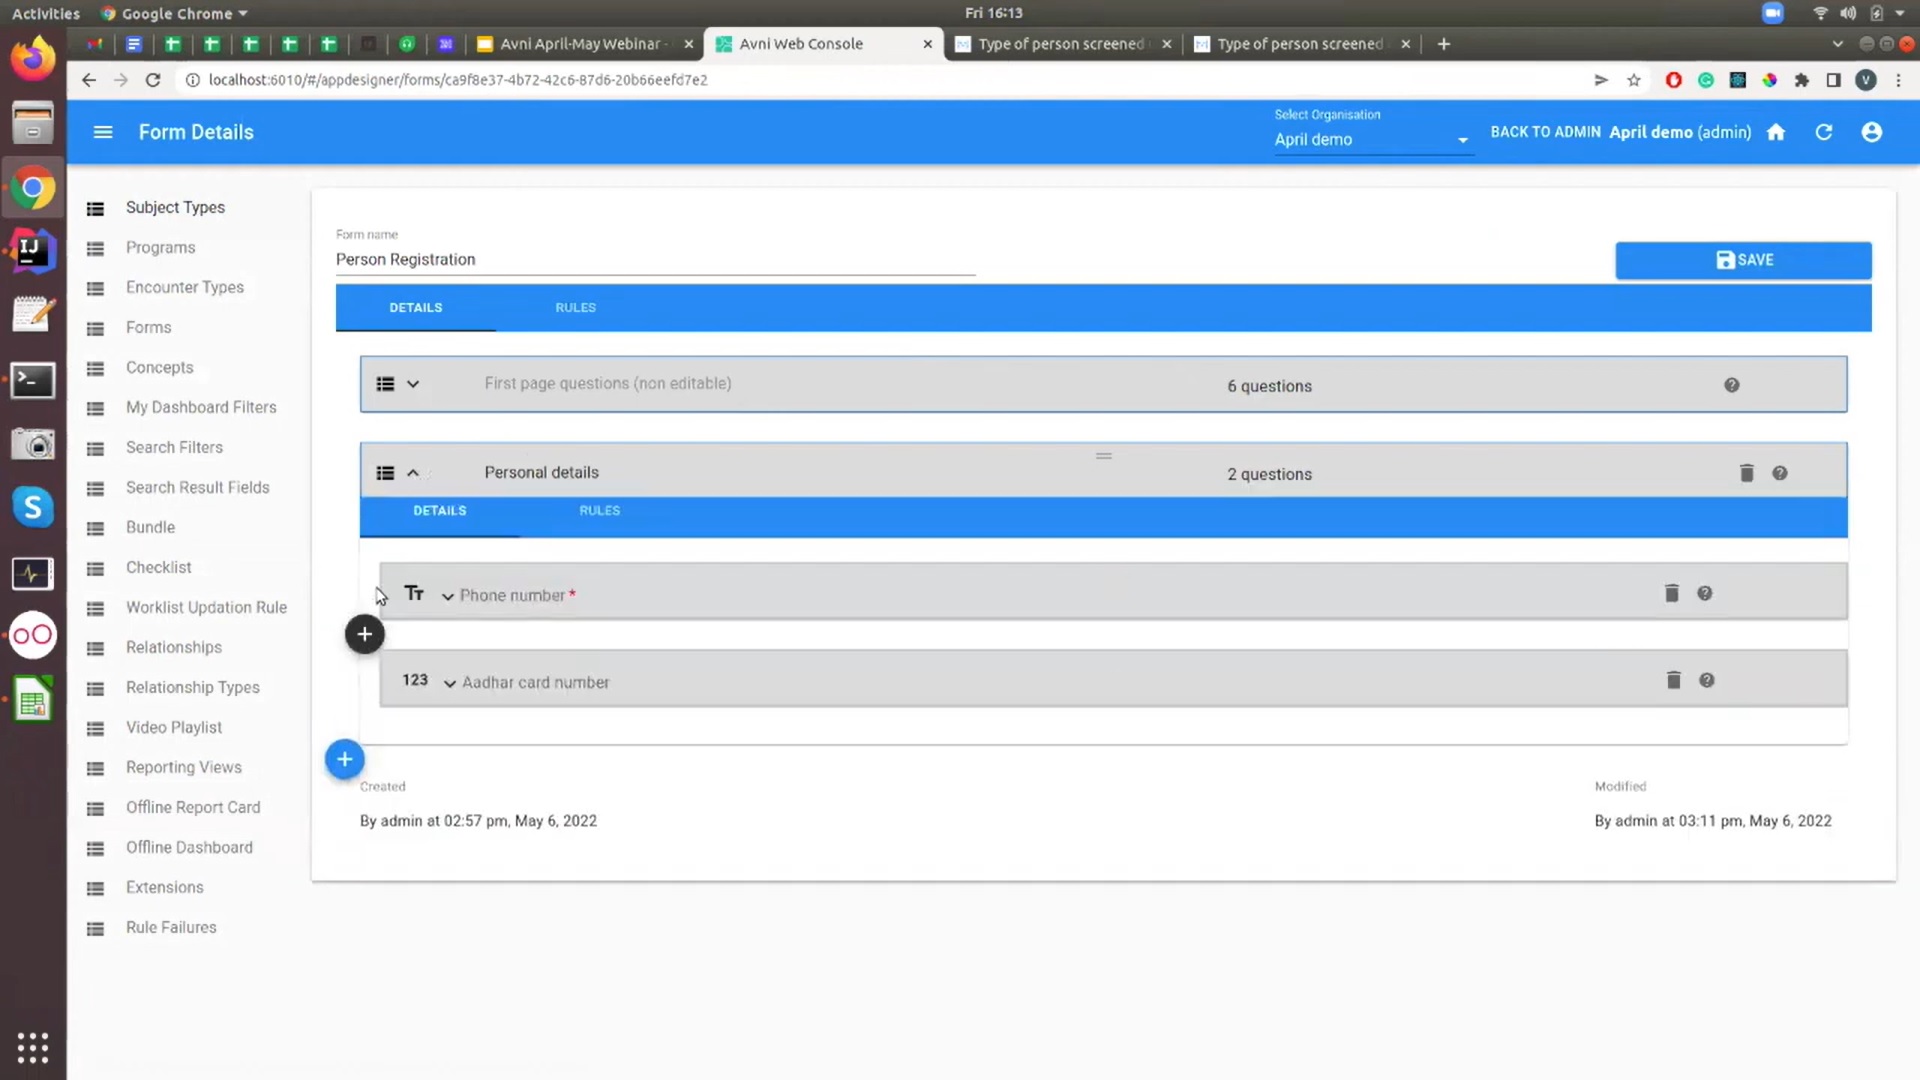 Activities Google Chrome Fri 16:13
Avni April-May Webinar - Avni Web Console Type of person screened Type of person screened
localhost:6010/#/appdesigner/forms/ca9f8e37-4b72-42c6-87d6-20b66eefd7e2
V
Form Details
Select Organisation
April demo
BACK TO ADMIN April demo (admin)
Subject Types
Programs
Encounter Types
Forms
Concepts
My Dashboard Filters
Search Filters
Search Result Fields
Bundle
Checklist
Worklist Updation Rule
Relationships
Relationship Types
Video Playlist
Reporting Views
Offline Report Card
Offline Dashboard
Extensions
Rule Failures
Form name
Person Registration
SAVE
DETAILS RULES
First page questions (non editable) 6 questions
Personal details 2 questions
DETAILS RULES
Tт Phone number *
123 Aadhar card number
Created
By admin at 02:57 pm, May 6, 2022
Modified
By admin at 03:11 pm, May 6, 2022